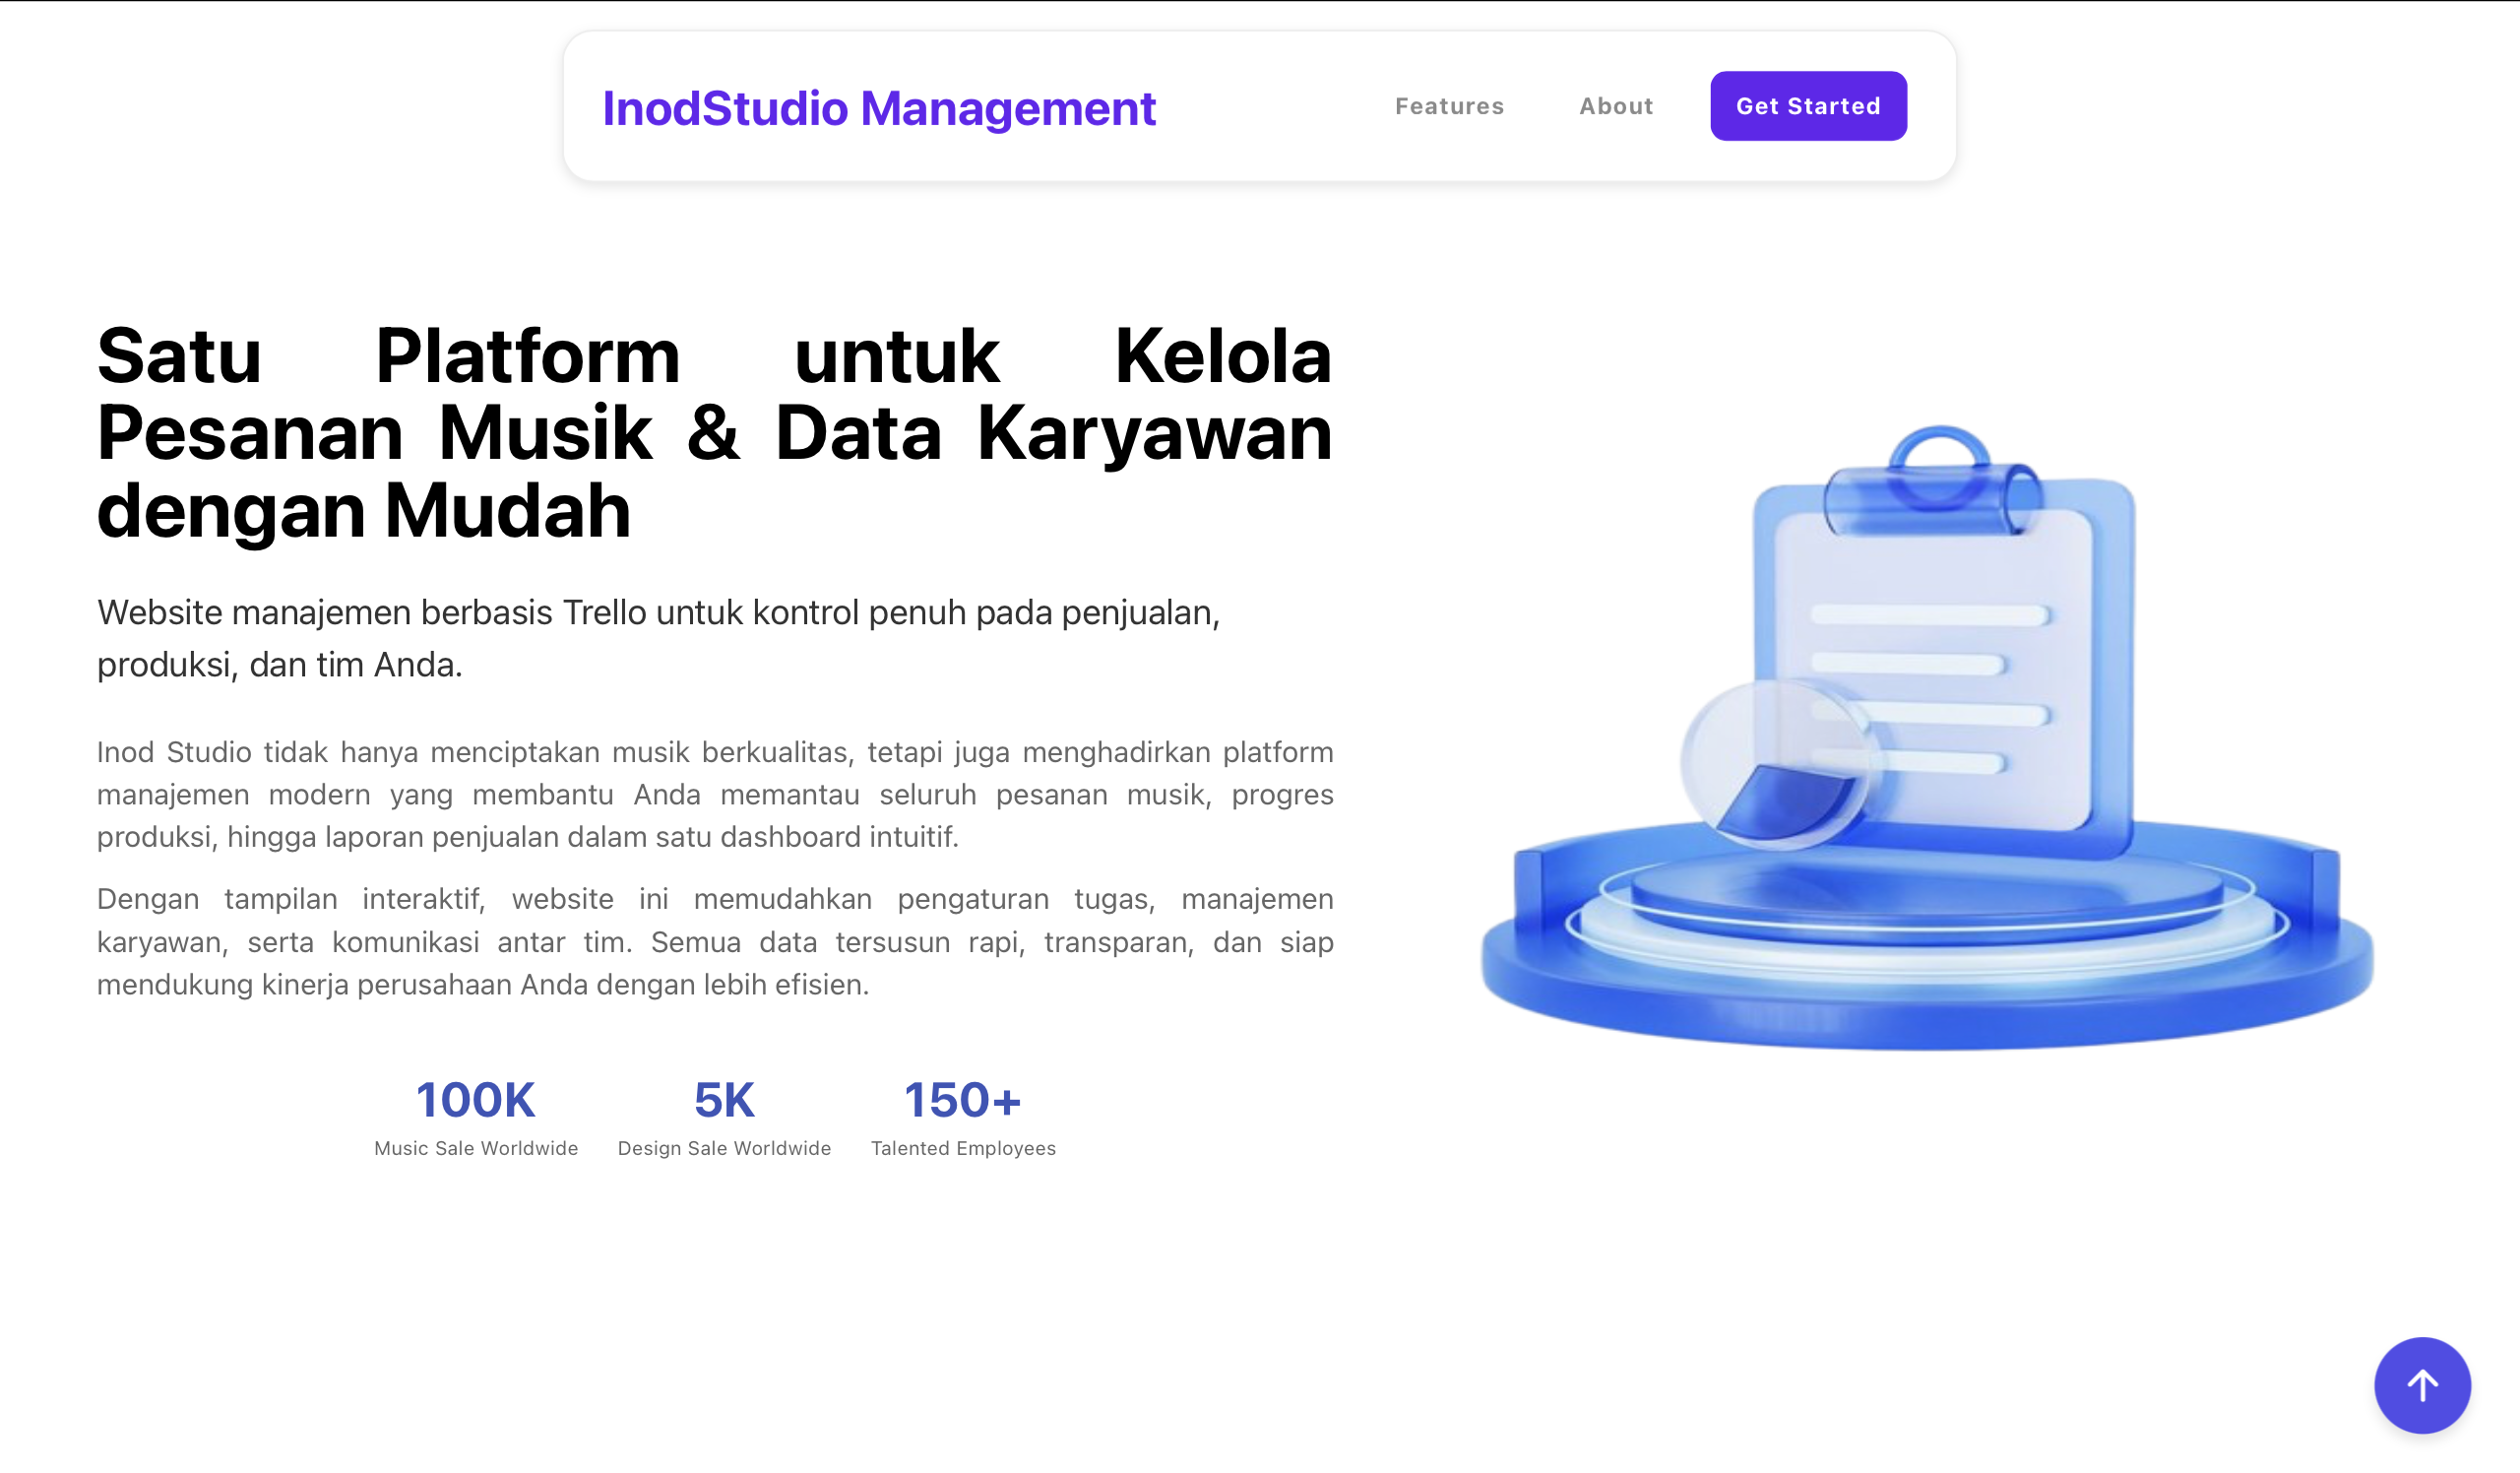 InodStudio Management
Features
About
Get Started
Satu Platform untuk Kelola
Pesanan Musik & Data Karyawan
dengan Mudah
Website manajemen berbasis Trello untuk kontrol penuh pada penjualan,
produksi, dan tim Anda.
Inod Studio tidak hanya menciptakan musik berkualitas, tetapi juga menghadirkan platform
manajemen modern yang membantu Anda memantau seluruh pesanan musik, progres
produksi, hingga laporan penjualan dalam satu dashboard intuitif.
Dengan tampilan interaktif, website ini memudahkan pengaturan tugas, manajemen
karyawan, serta komunikasi antar tim. Semua data tersusun rapi, transparan, dan siap
mendukung kinerja perusahaan Anda dengan lebih efisien.
100K
Music Sale Worldwide
5K
Design Sale Worldwide
150+
Talented Employees